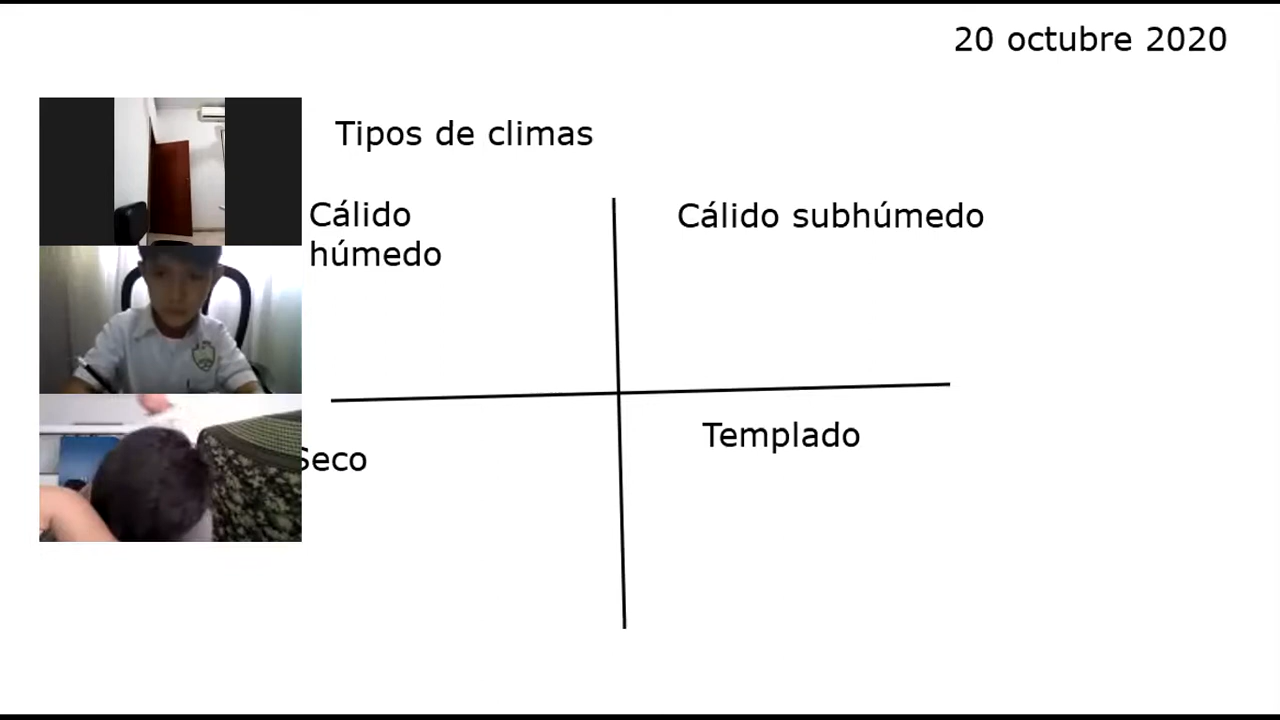 20 octubre 2020
Tipos de climas
Cálido
húmedo
Cálido subhúmedo
Seco
Templado